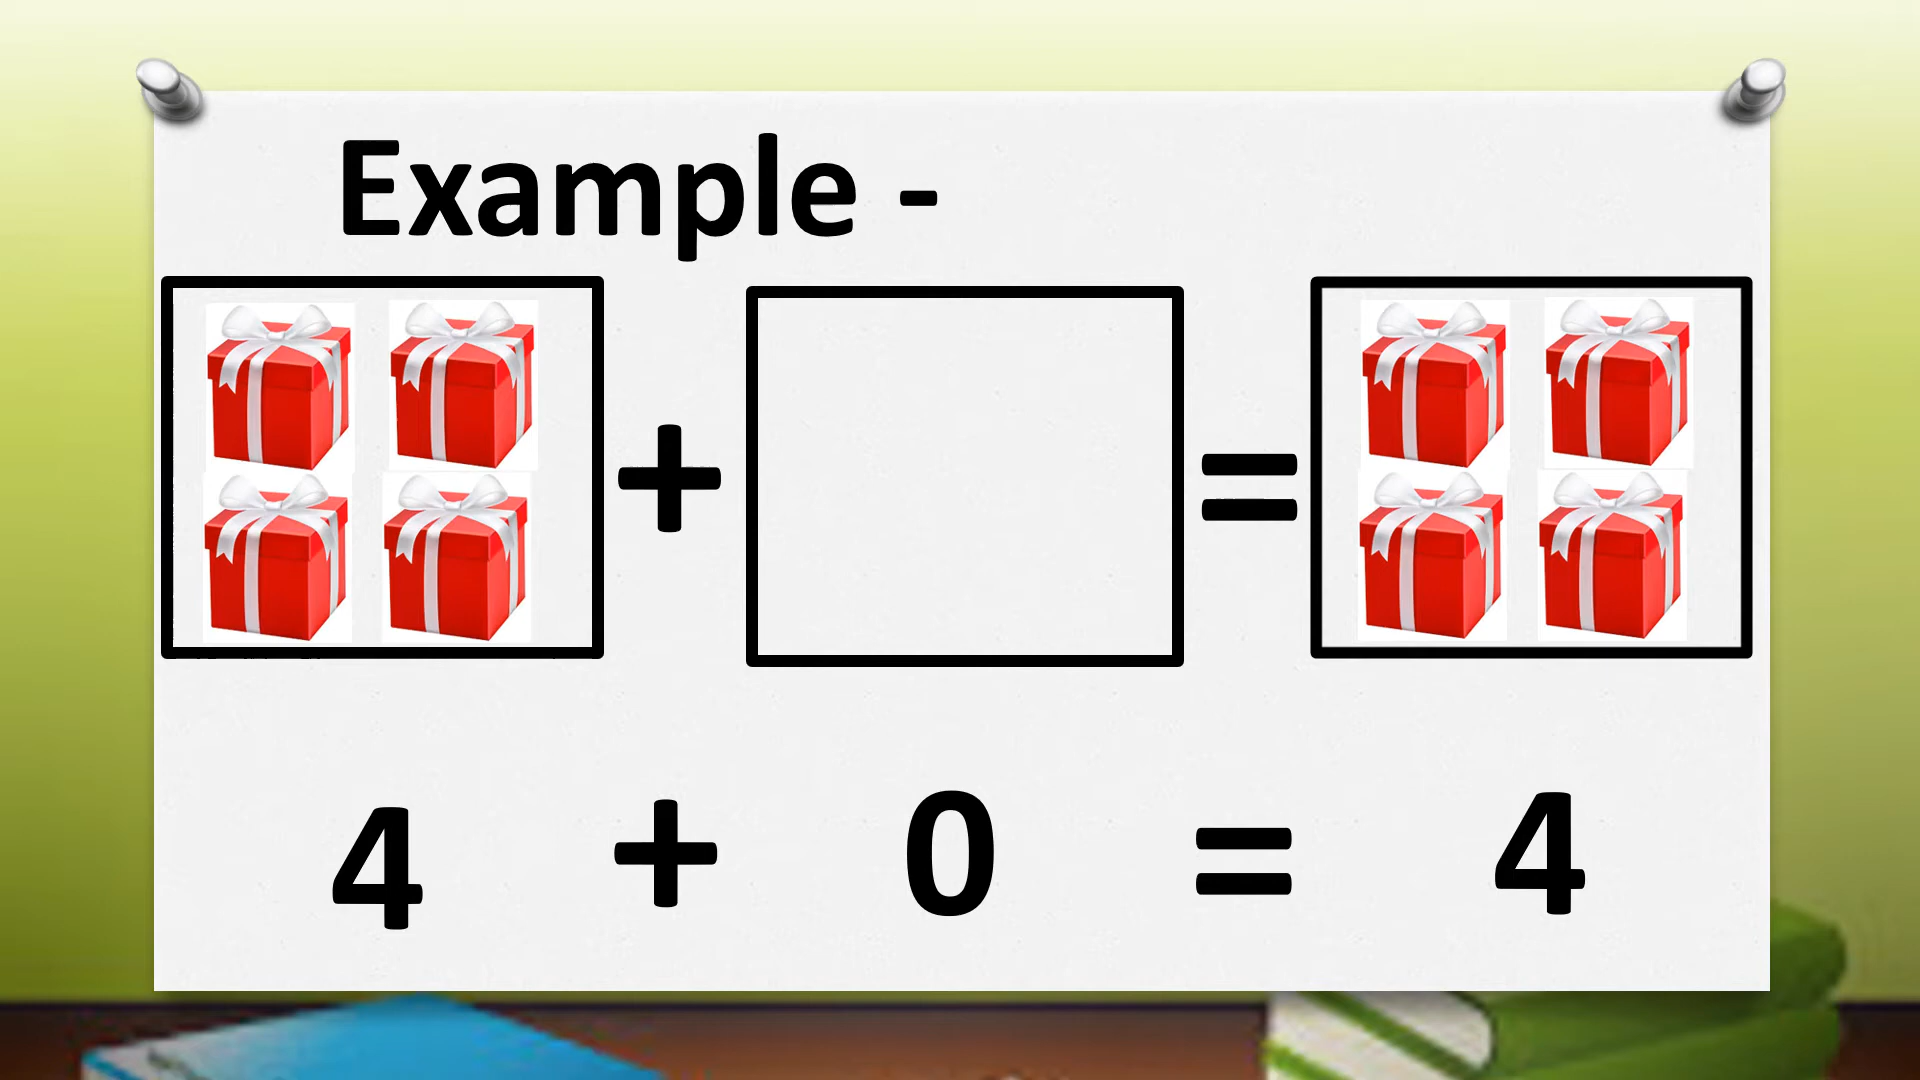 Example -
+ =
4 + 0 = 4